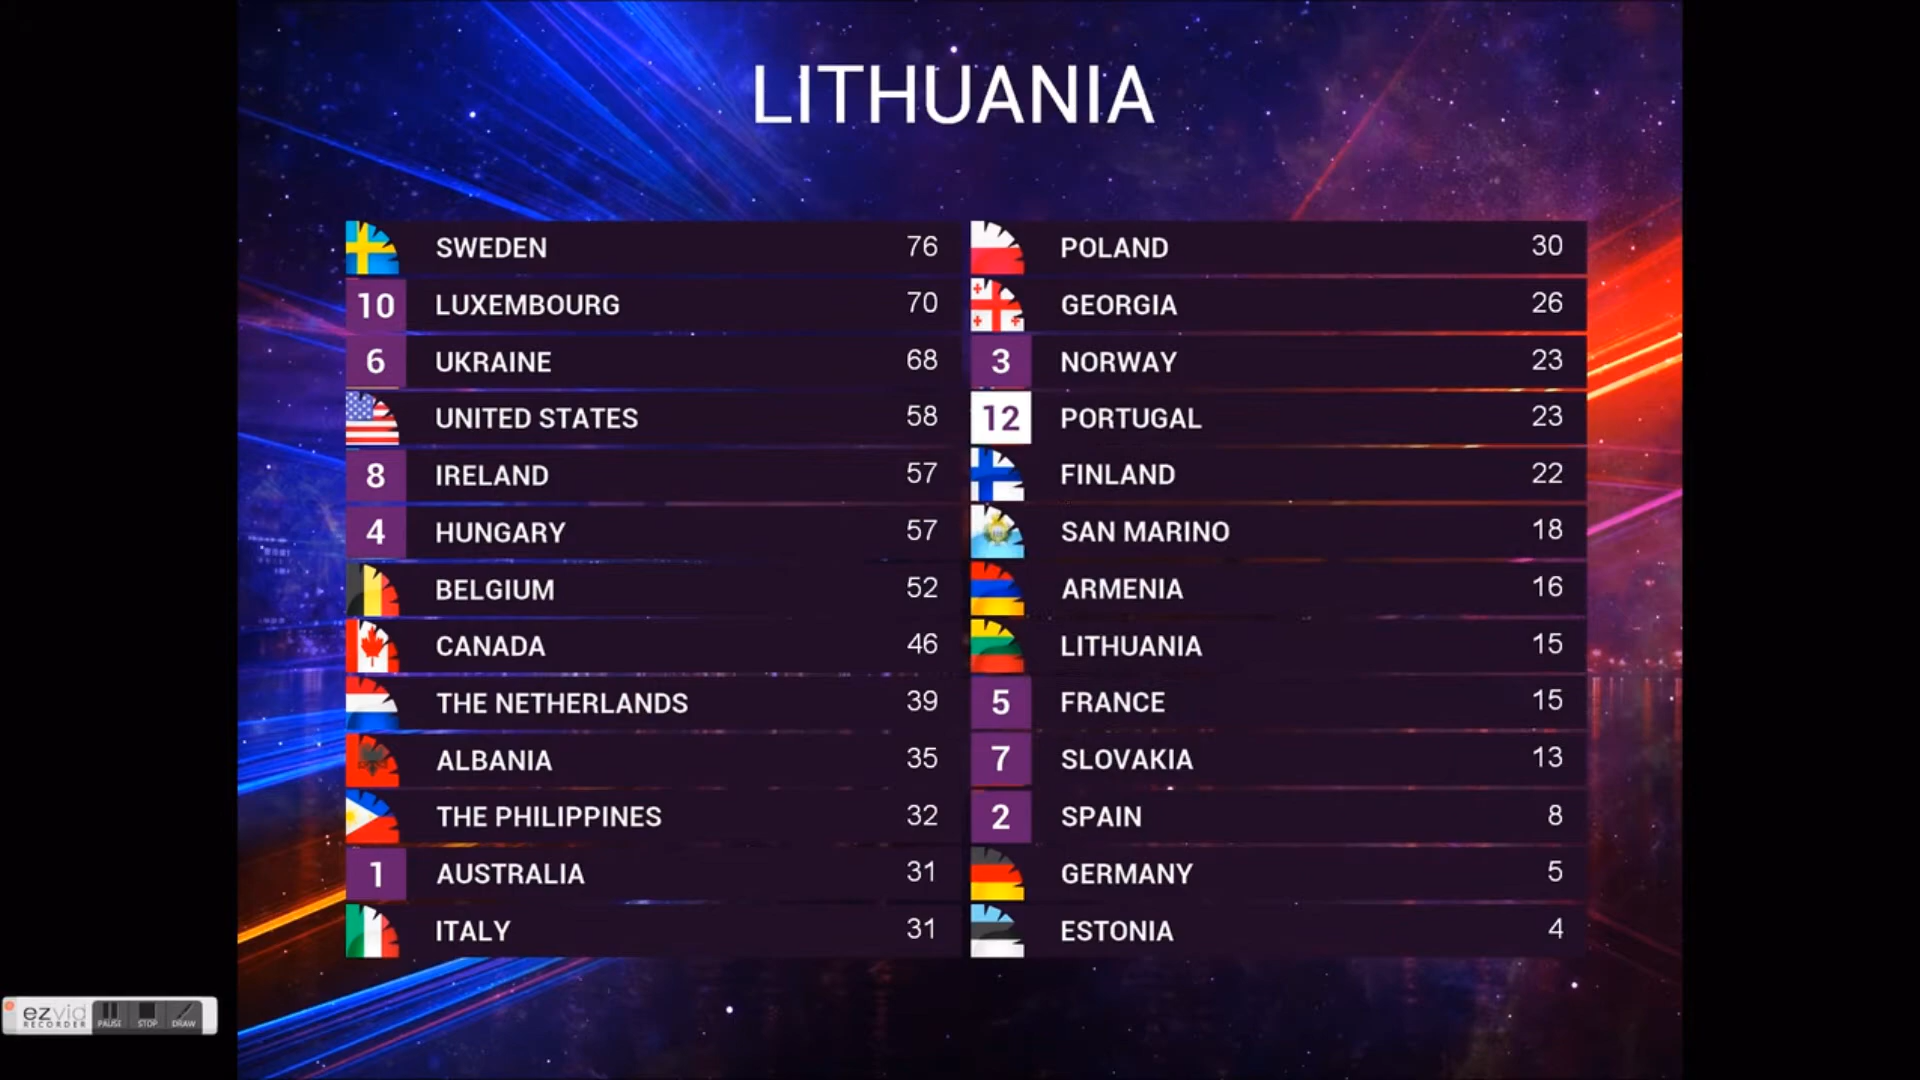 LITHUANIA
SWEDEN 76
10 LUXEMBOURG 70
6 UKRAINE 68
UNITED STATES 58
8 IRELAND 57
4 HUNGARY 57
BELGIUM 52
CANADA 46
THE NETHERLANDS 39
ALBANIA 35
THE PHILIPPINES 32
1 AUSTRALIA 31
ITALY 31
POLAND 30
GEORGIA 26
3 NORWAY 23
12 PORTUGAL 23
FINLAND 22
SAN MARINO 18
ARMENIA 16
LITHUANIA 15
5 FRANCE 15
7 SLOVAKIA 13
2 SPAIN 8
GERMANY 5
ESTONIA 4
ezvid
RECORDER
PAUSE STOP DRAW